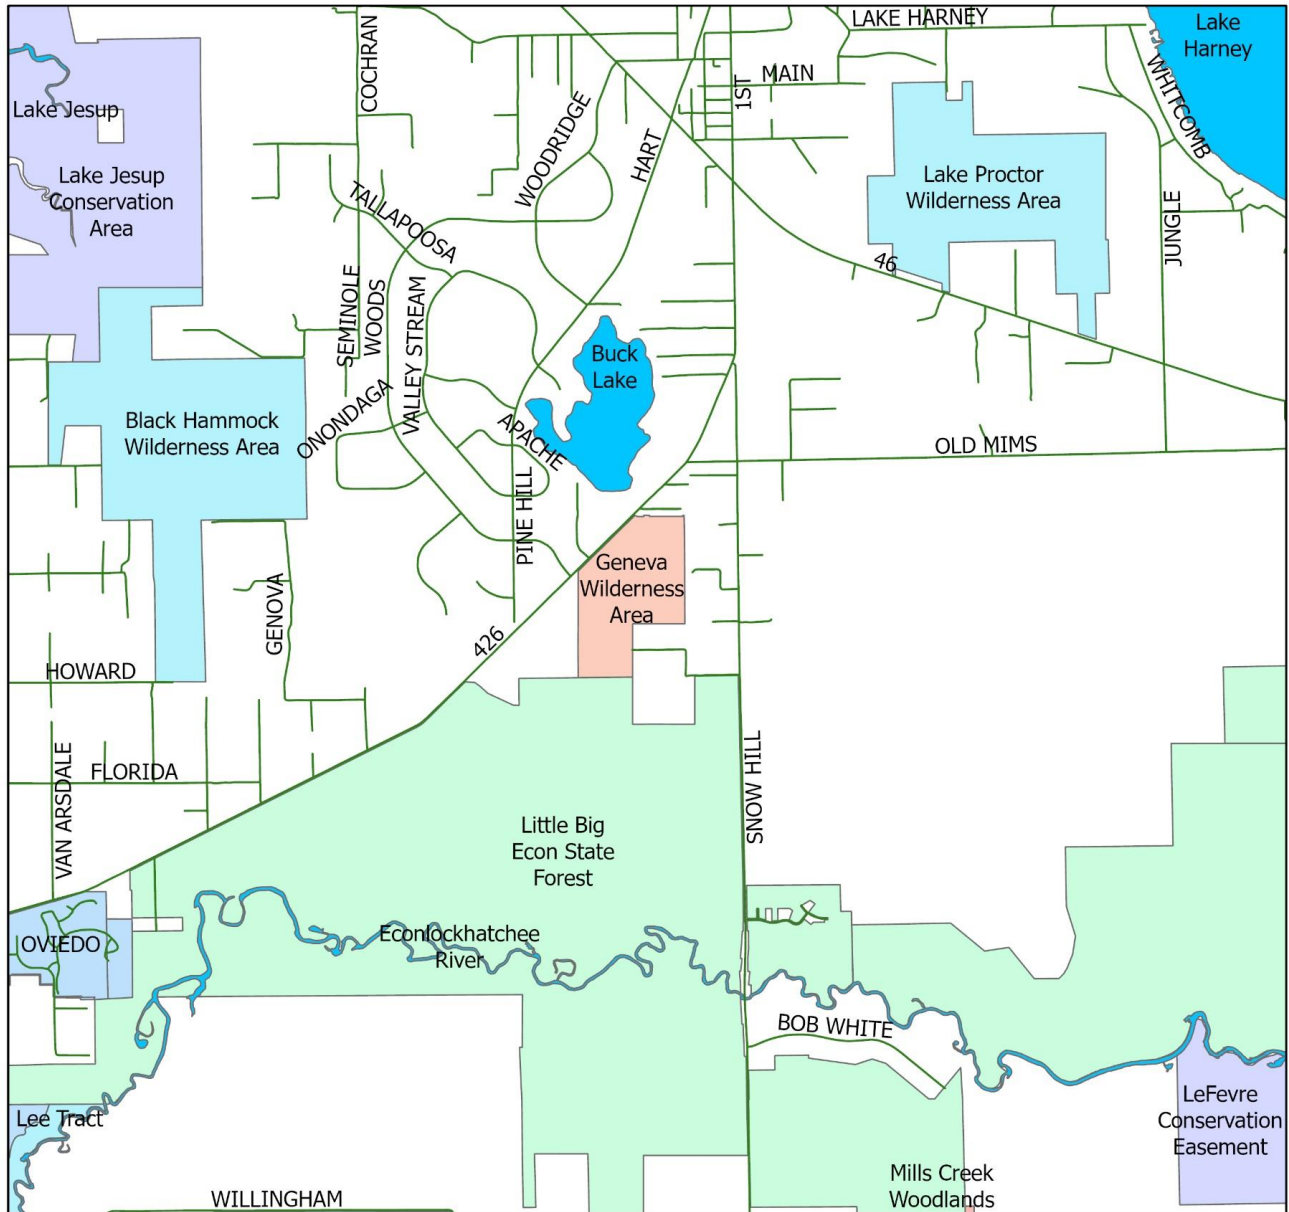 LAKE HARNEY
Lake
Harney
COCHRAN
1ST
MAIN
WHITCOMB
Lake Jesup
WOODRIDGE
HART
Lake Jesup
Conservation
Area
Lake Proctor
Wilderness Area
TALLAPOOSA
JUNGLE
46
SEMINOLE
WOODS
VALLEY STREAM
Buck
Lake
Black Hammock
Wilderness Area
ONONDAGA
APACHE
OLD MIMS
PINE HILL
Geneva
Wilderness
Area
GENOVA
426
HOWARD
SNOW HILL
VAN ARSDALE
FLORIDA
Little Big
Econ State
Forest
OVIEDO
Econlockhatchee
River
BOB WHITE
Lee Tract
LeFevre
Conservation
Easement
Mills Creek
Woodlands
WILLINGHAM